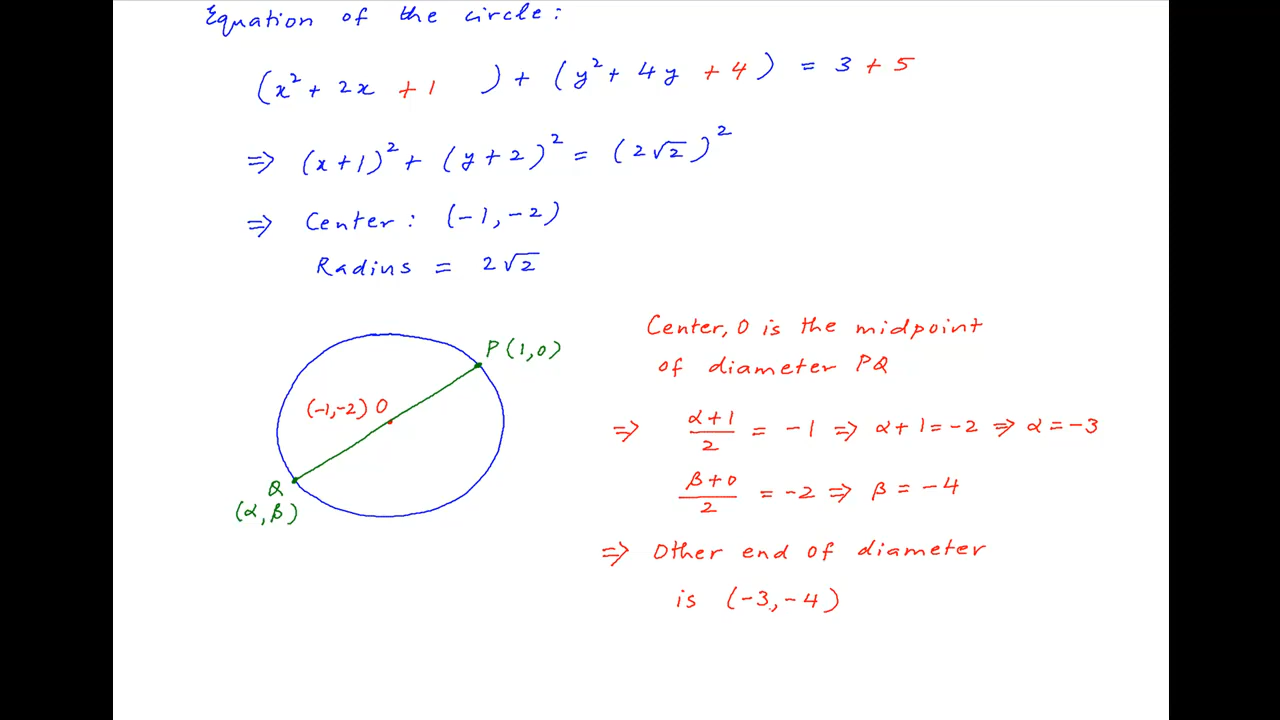 Equation of the circle:
(x² + 2x + 1 ) + (y² + 4y + 4) = 3 + 5
⇒ (x+1)² + (y+2)² = (2√2)²
⇒ Center: (-1,-2)
Radius = 2√2
P(1,0)
(-1,-2) O
Q
(α,β)
Center, O is the midpoint
of diameter PQ
⇒ (α+1)/2 = -1 ⇒ α+1 = -2 ⇒ α = -3
(β+0)/2 = -2 ⇒ β = -4
⇒ Other end of diameter
is (-3,-4)